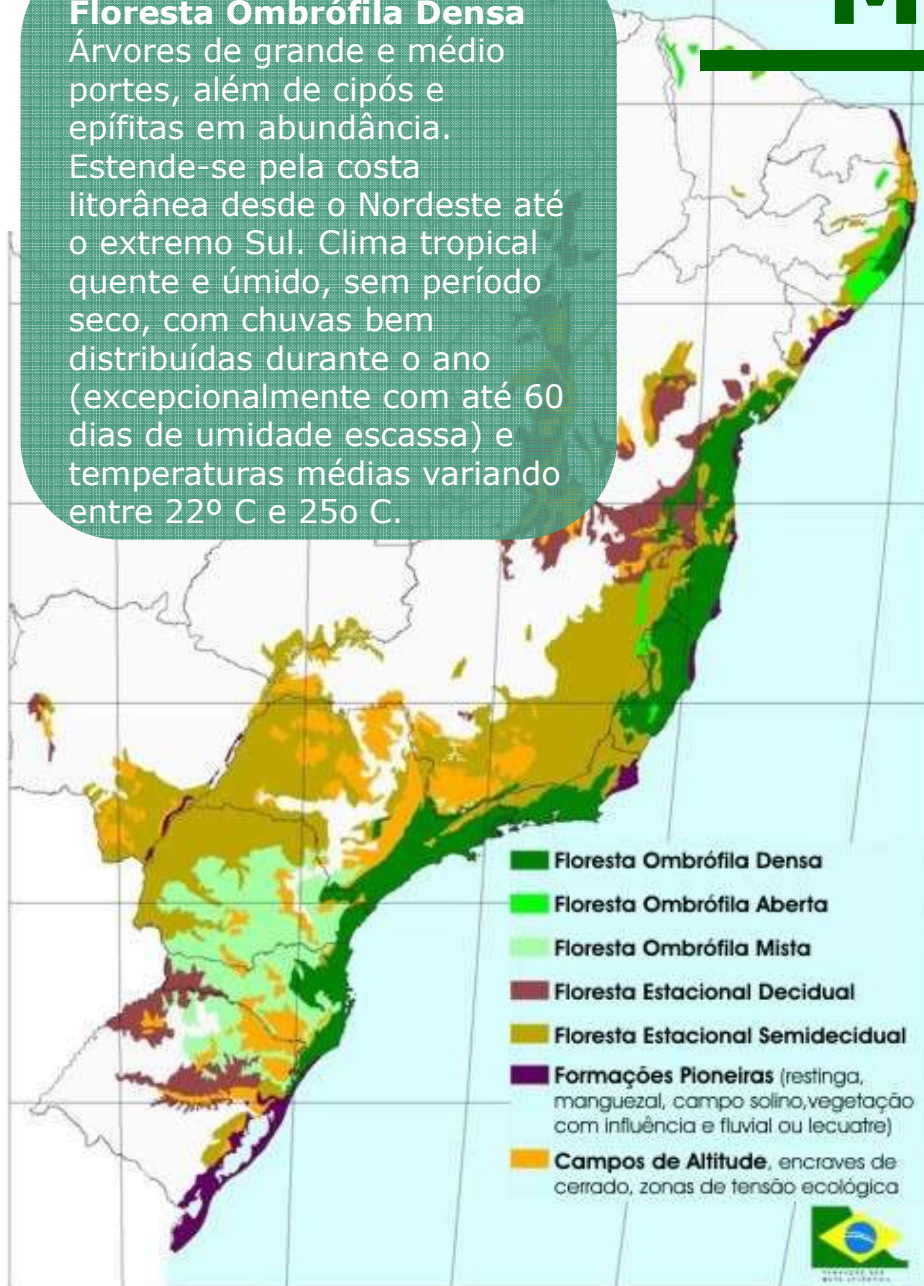 Floresta Ombrófila Densa
Árvores de grande e médio
portes, além de cipós e
epífitas em abundância.
Estende-se pela costa
litorânea desde o Nordeste até
o extremo Sul. Clima tropical
quente e úmido, sem período
seco, com chuvas bem
distribuídas durante o ano
(excepcionalmente com até 60
dias de umidade escassa) e
temperaturas médias variando
entre 22º C e 25o C.
M
Floresta Ombrófila Densa
Floresta Ombrófila Aberta
Floresta Ombrófila Mista
Floresta Estacional Decidual
Floresta Estacional Semidecidual
Formações Pioneiras (restinga,
manguezal, campo solino,vegetação
com influência e fluvial ou lecuatre)
Campos de Altitude, encraves de
cerrado, zonas de tensão ecológica